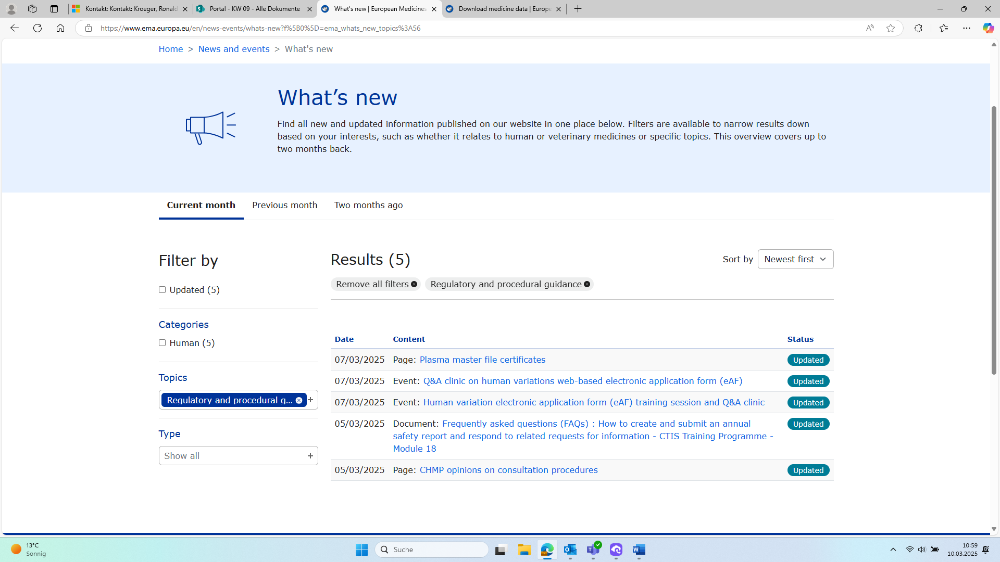 Kontakt: Kontakt: Kroeger, Ronald
Portal - KW 09 - Alle Dokumente
What's new | European Medicines
Download medicine data | Europe
https://www.ema.europa.eu/en/news-events/whats-new?f%5B0%5D=ema_whats_new_topics%3A56
Home > News and events > What's new
What’s new
Find all new and updated information published on our website in one place below. Filters are available to narrow results down
based on your interests, such as whether it relates to human or veterinary medicines or specific topics. This overview covers up to
two months back.
Current month Previous month Two months ago
Filter by
Updated (5)
Categories
Human (5)
Topics
Regulatory and procedural g...
Type
Show all
Results (5)
Sort by Newest first
Remove all filters Regulatory and procedural guidance
Date Content Status
07/03/2025 Page: Plasma master file certificates Updated
07/03/2025 Event: Q&A clinic on human variations web-based electronic application form (eAF) Updated
07/03/2025 Event: Human variation electronic application form (eAF) training session and Q&A clinic Updated
05/03/2025 Document: Frequently asked questions (FAQs) : How to create and submit an annual Updated
safety report and respond to related requests for information - CTIS Training Programme -
Module 18
05/03/2025 Page: CHMP opinions on consultation procedures Updated
13°C
Sonnig
Suche
10:59
10.03.2025